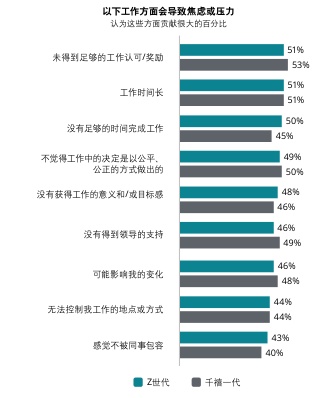 以下工作方面会导致焦虑或压力
认为这些方面贡献很大的百分比
未得到足够的工作认可/奖励
51%
53%
工作时间长
51%
51%
没有足够的时间完成工作
50%
45%
不觉得工作中的决定是以公平、
公正的方式做出的
49%
50%
没有获得工作的意义和/或目标感
48%
46%
没有得到领导的支持
46%
49%
可能影响我的变化
46%
48%
无法控制我工作的地点或方式
44%
44%
感觉不被同事包容
43%
40%
Z世代
千禧一代